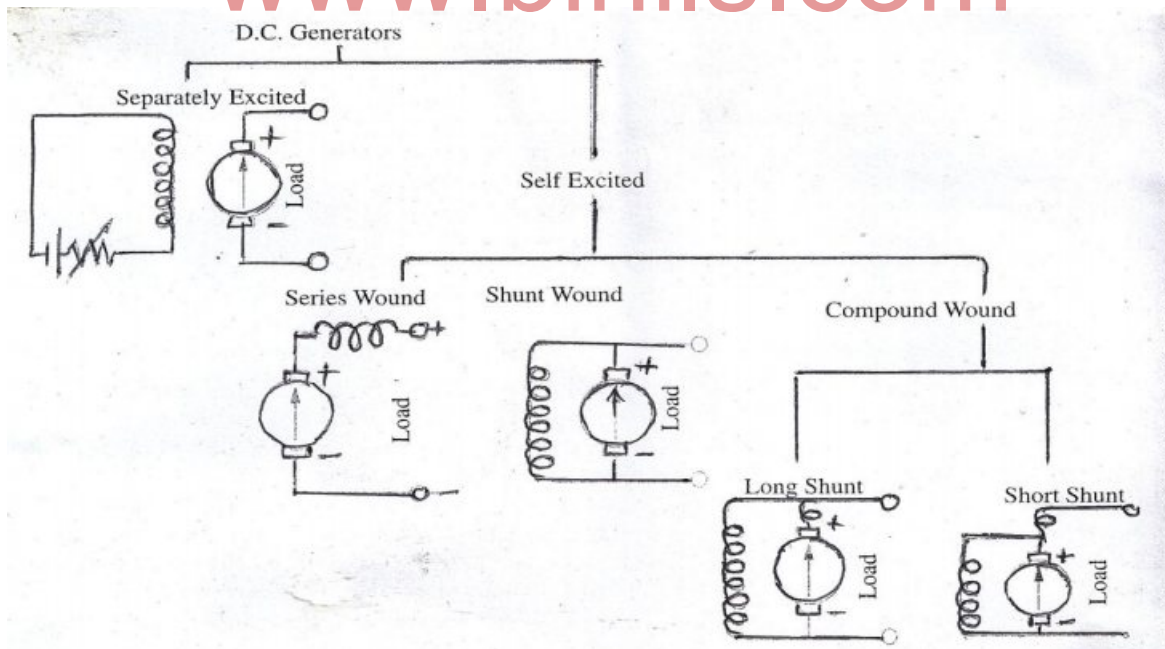 D.C. Generators
Separately Excited
+
Load
−
Self Excited
Series Wound
Shunt Wound
Compound Wound
+
+
Load
−
−
+
Load
−
Long Shunt
Short Shunt
+
Load
−
+
Load
−